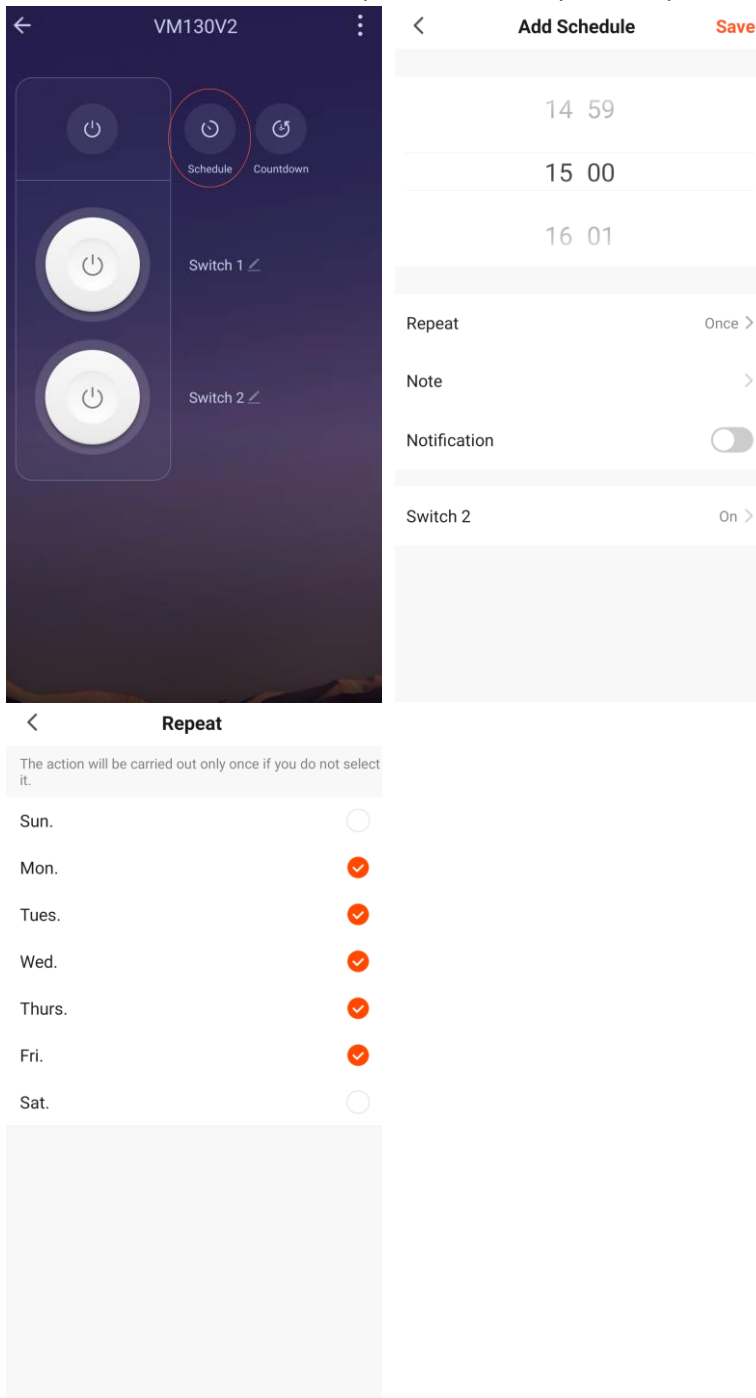 VM130V2
Schedule Countdown
Switch 1
Switch 2
Add Schedule Save
14 59
15 00
16 01
Repeat Once
Note
Notification
Switch 2 On
Repeat
The action will be carried out only once if you do not select
it.
Sun.
Mon.
Tues.
Wed.
Thurs.
Fri.
Sat.